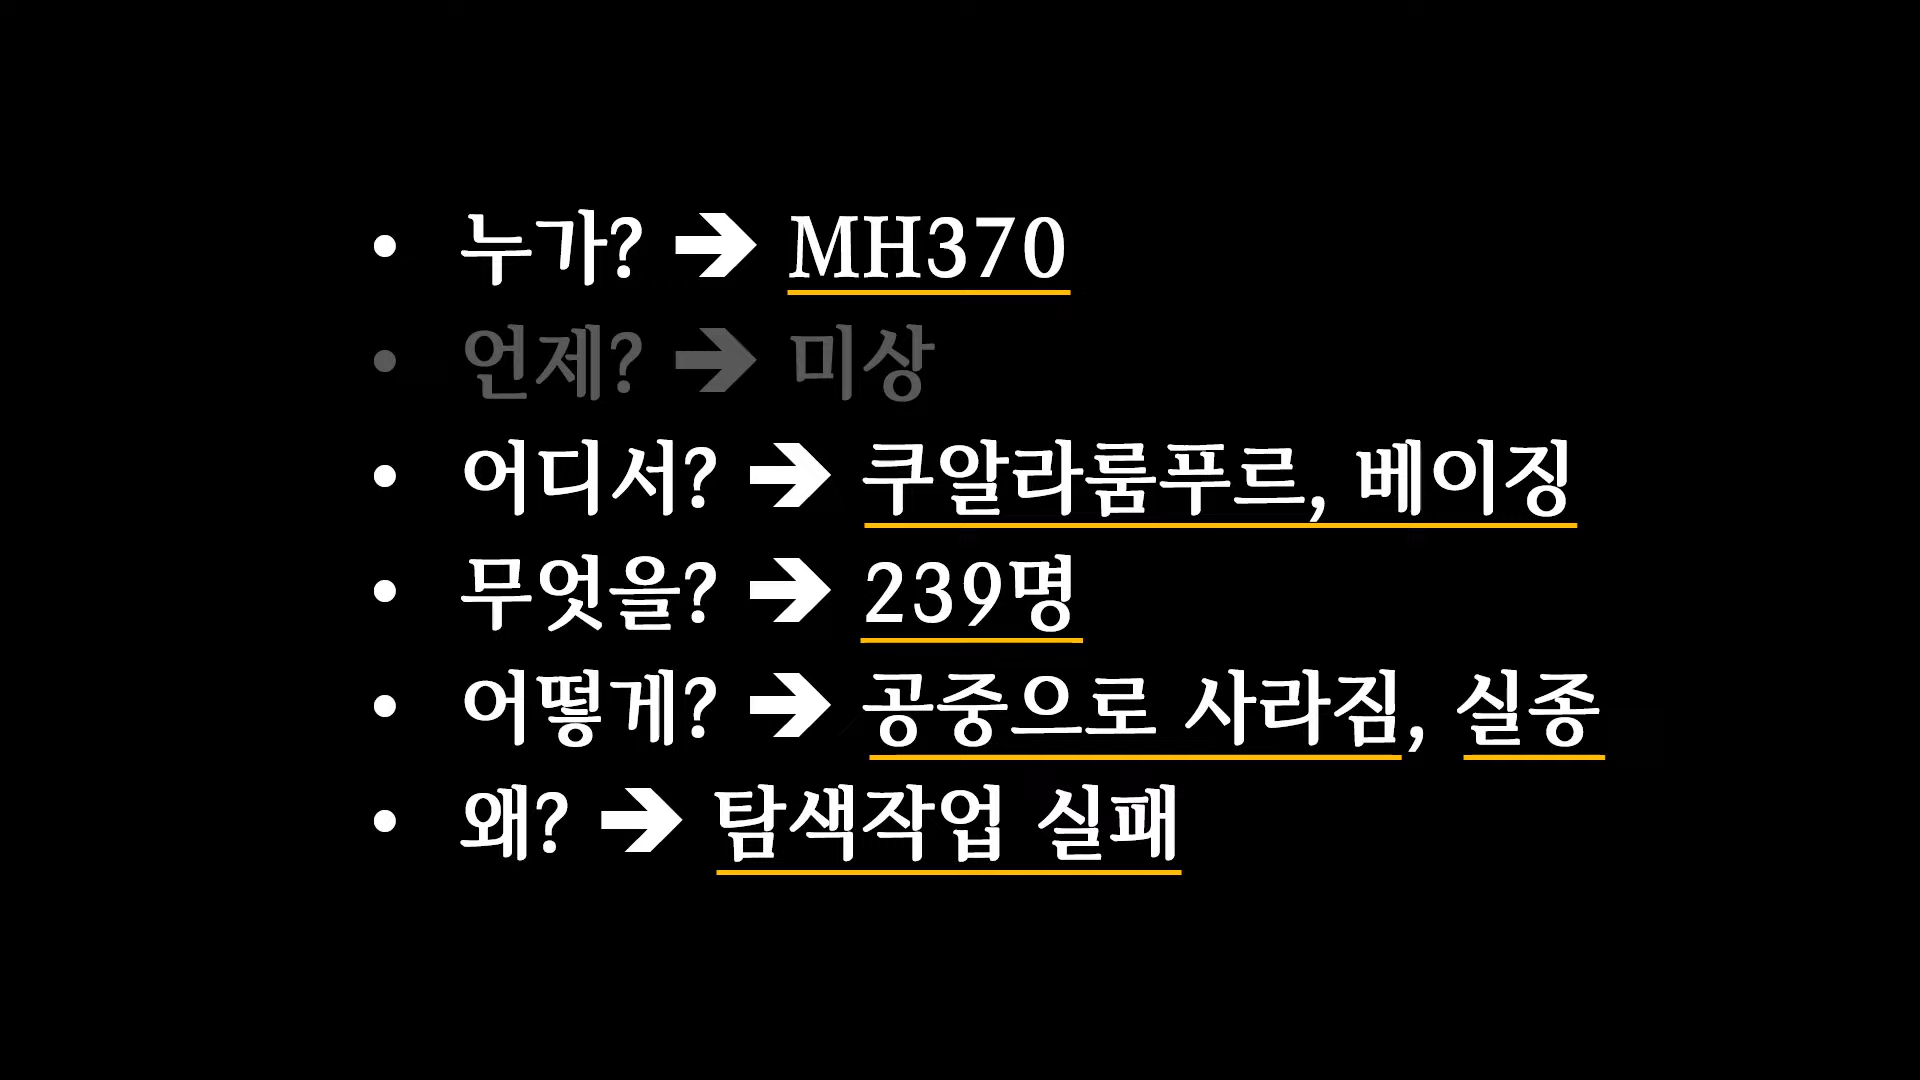 • 누가? ➔ MH370
• 언제? ➔ 미상
• 어디서? ➔ 쿠알라룸푸르, 베이징
• 무엇을? ➔ 239명
• 어떻게? ➔ 공중으로 사라짐, 실종
• 왜? ➔ 탐색작업 실패